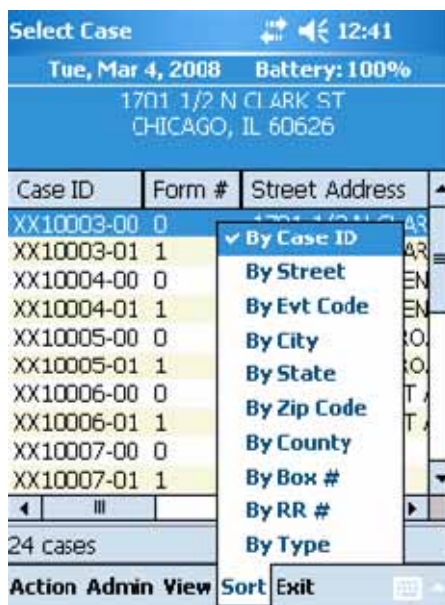 Select Case 12:41
Tue, Mar 4, 2008 Battery: 100%
1701 1/2 N CLARK ST
CHICAGO, IL 60626
Case ID Form # Street Address
XX10003-00 0
XX10003-01 1
XX10004-00 0
XX10004-01 1
XX10005-00 0
XX10005-01 1
XX10006-00 0
XX10006-01 1
XX10007-00 0
XX10007-01 1
By Case ID
By Street
By Evt Code
By City
By State
By Zip Code
By County
By Box #
By RR #
By Type
24 cases
Action Admin View Sort Exit